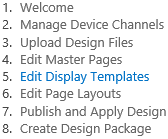 1. Welcome
2. Manage Device Channels
3. Upload Design Files
4. Edit Master Pages
5. Edit Display Templates
6. Edit Page Layouts
7. Publish and Apply Design
8. Create Design Package